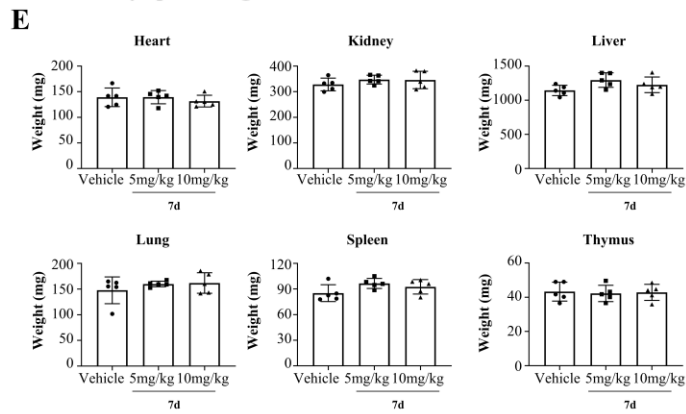 E
Heart
Weight (mg)
200
150
100
50
0
Vehicle 5mg/kg 10mg/kg
7d
Kidney
Weight (mg)
400
300
200
100
0
Vehicle 5mg/kg 10mg/kg
7d
Liver
Weight (mg)
1500
1000
500
0
Vehicle 5mg/kg 10mg/kg
7d
Lung
Weight (mg)
200
150
100
50
0
Vehicle 5mg/kg 10mg/kg
7d
Spleen
Weight (mg)
120
90
60
30
0
Vehicle 5mg/kg 10mg/kg
7d
Thymus
Weight (mg)
60
40
20
0
Vehicle 5mg/kg 10mg/kg
7d